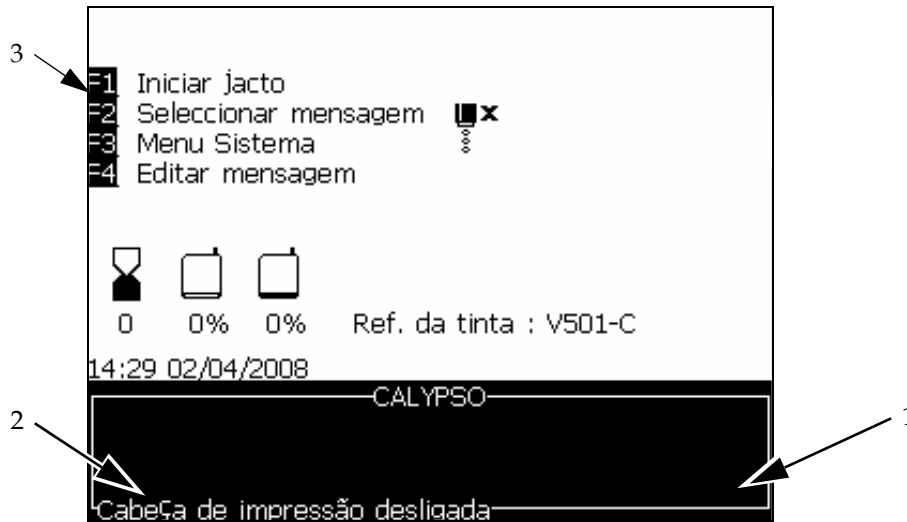 3
F1 Iniciar jacto
F2 Seleccionar mensagem
F3 Menu Sistema
F4 Editar mensagem
0 0% 0% Ref. da tinta : V501-C
14:29 02/04/2008
CALYPSO
2
1
Cabeça de impressão desligada